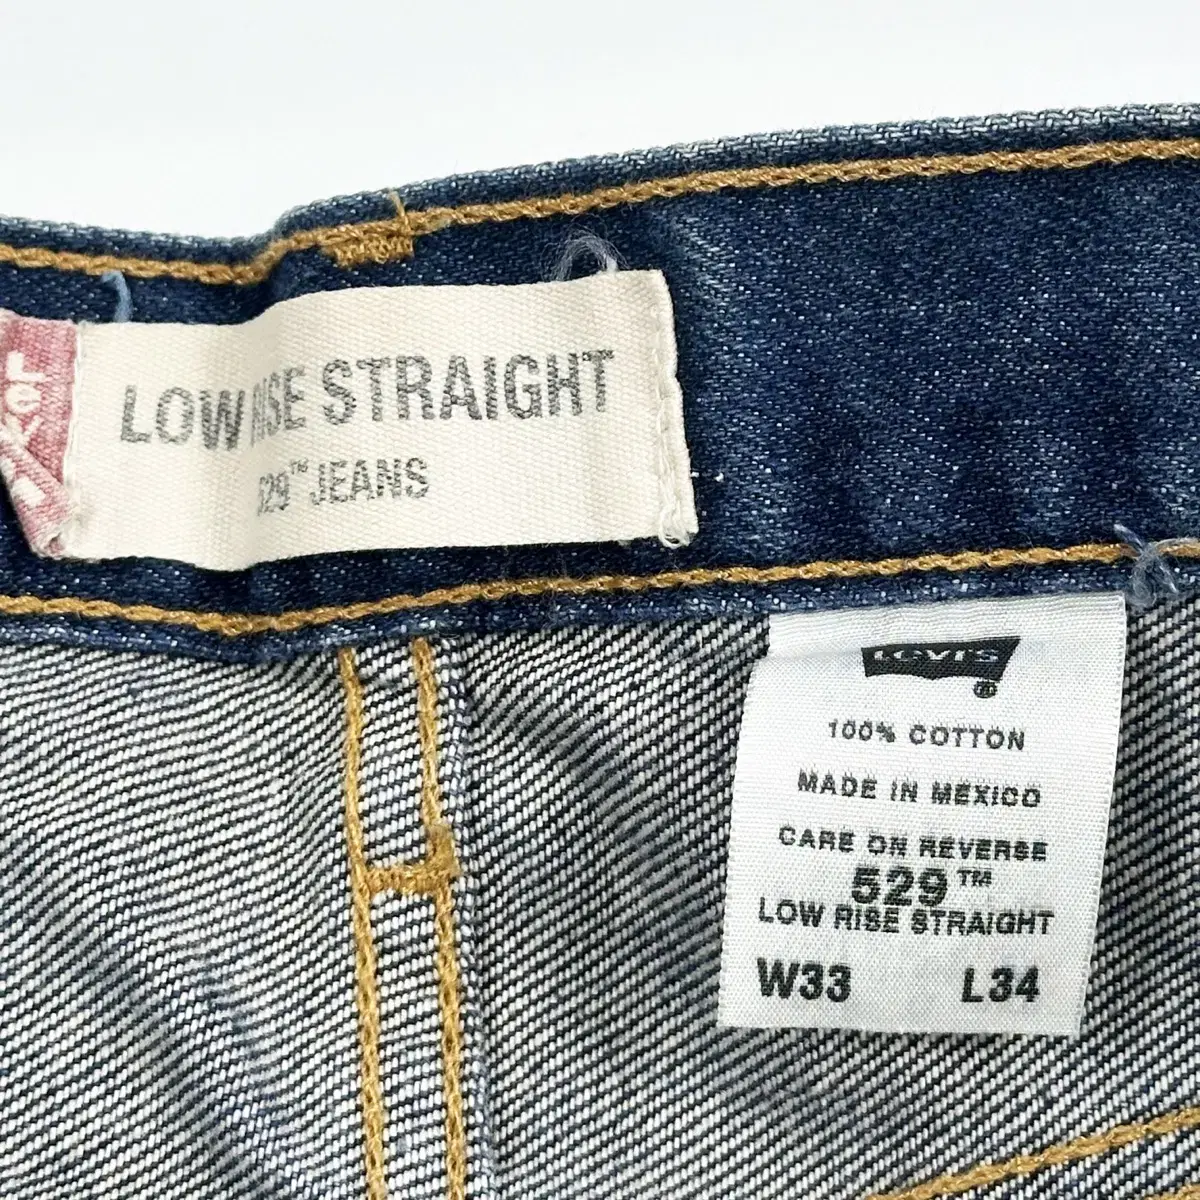 LEVI'S
LOW RISE STRAIGHT
529™ JEANS
LEVI'S
®
100% COTTON
MADE IN MEXICO
CARE ON REVERSE
529™
LOW RISE STRAIGHT
W33 L34